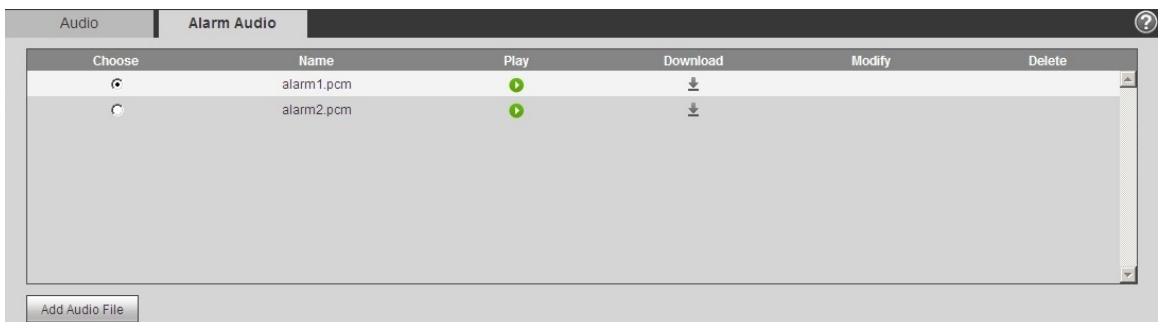 Audio Alarm Audio ?
Choose Name Play Download Modify Delete
alarm1.pcm
alarm2.pcm
Add Audio File